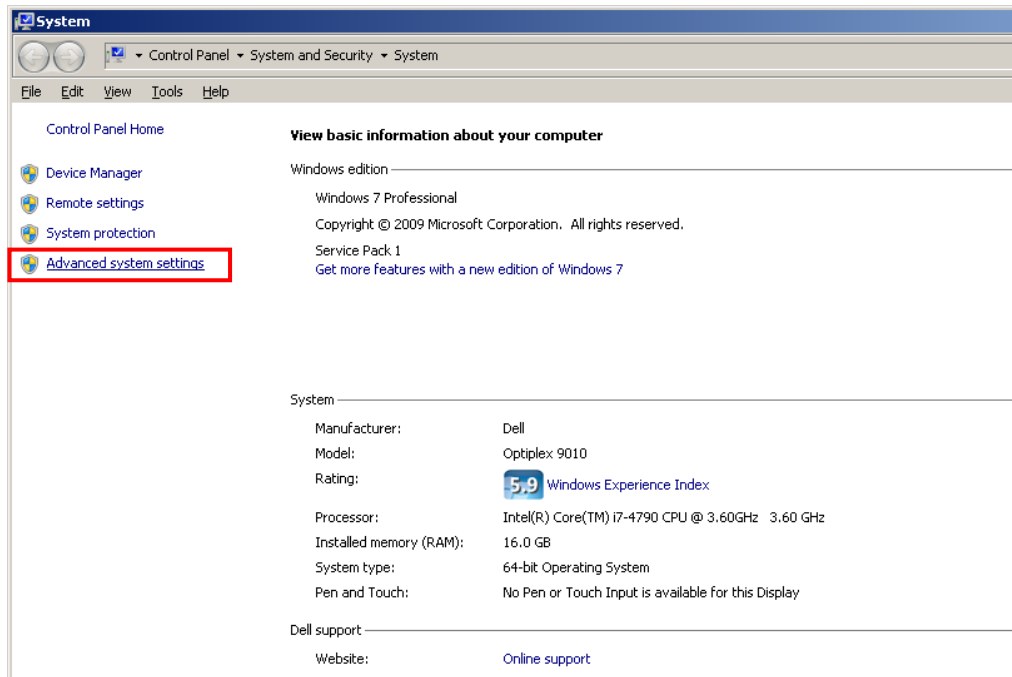 System
Control Panel System and Security System
File Edit View Tools Help
Control Panel Home
Device Manager
Remote settings
System protection
Advanced system settings
View basic information about your computer
Windows edition
Windows 7 Professional
Copyright © 2009 Microsoft Corporation. All rights reserved.
Service Pack 1
Get more features with a new edition of Windows 7
System
Manufacturer: Dell
Model: Optiplex 9010
Rating: 5.9 Windows Experience Index
Processor: Intel(R) Core(TM) i7-4790 CPU @ 3.60GHz 3.60 GHz
Installed memory (RAM): 16.0 GB
System type: 64-bit Operating System
Pen and Touch: No Pen or Touch Input is available for this Display
Dell support
Website: Online support